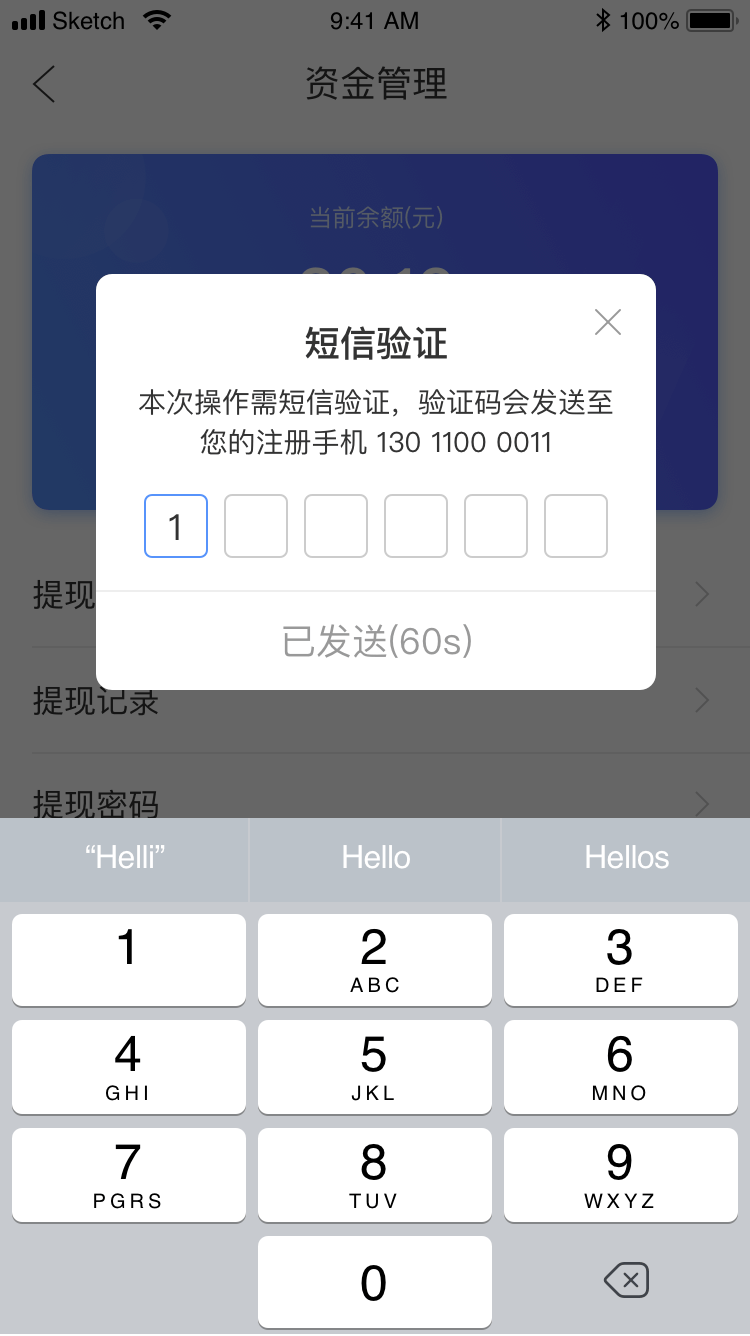 Sketch 9:41 AM 100%
资金管理
当前余额(元)
短信验证
本次操作需短信验证，验证码会发送至
您的注册手机 130 1100 0011
1
提现
已发送(60s)
提现记录
提现密码
“Helli” Hello Hellos
1 2 3
ABC DEF
4 5 6
GHI JKL MNO
7 8 9
PGRS TUV WXYZ
0